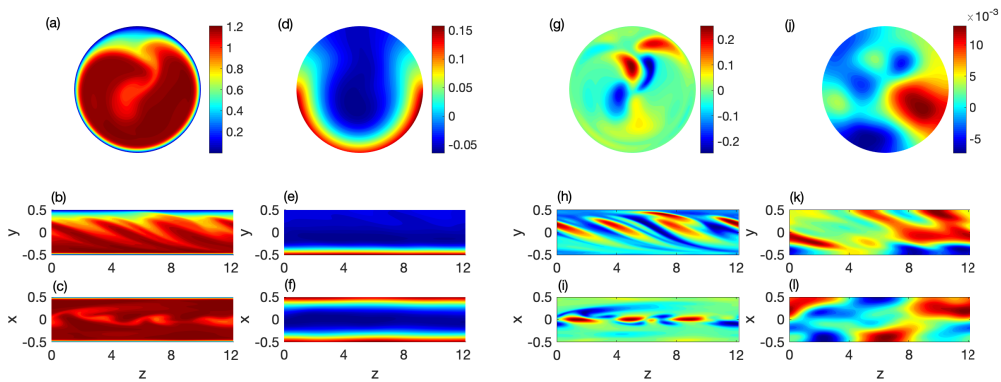 (a) (d) (g) (j) ×10⁻³
1.2 0.15 0.2 10
1 0.1 0.1 5
0.8 0.05 0 0
0.6 0 -0.1 -5
0.4 -0.05 -0.2
0.2
(b) (e) (h) (k)
y 0.5 0 -0.5 y 0.5 0 -0.5 y 0.5 0 -0.5 y 0.5 0 -0.5
0 4 8 12 0 4 8 12 0 4 8 12 0 4 8 12
(c) (f) (i) (l)
x 0.5 0 -0.5 x 0.5 0 -0.5 x 0.5 0 -0.5 x 0.5 0 -0.5
0 4 8 12 0 4 8 12 0 4 8 12 0 4 8 12
z z z z